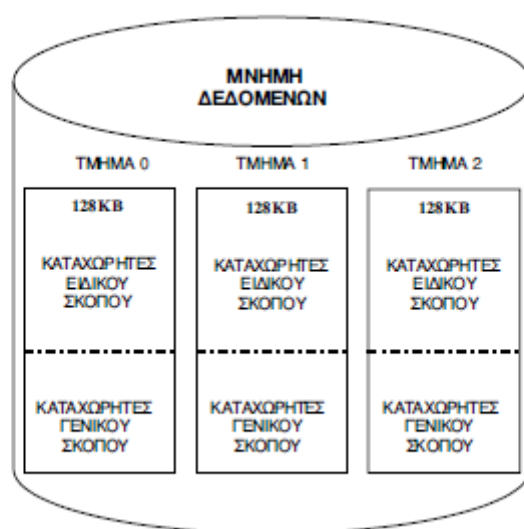 ΜΝΗΜΗ
ΔΕΔΟΜΕΝΩΝ
ΤΜΗΜΑ 0
ΤΜΗΜΑ 1
ΤΜΗΜΑ 2
128KB
ΚΑΤΑΧΩΡΗΤΕΣ
ΕΙΔΙΚΟΥ
ΣΚΟΠΟΥ
ΚΑΤΑΧΩΡΗΤΕΣ
ΓΕΝΙΚΟΥ
ΣΚΟΠΟΥ
128KB
ΚΑΤΑΧΩΡΗΤΕΣ
ΕΙΔΙΚΟΥ
ΣΚΟΠΟΥ
ΚΑΤΑΧΩΡΗΤΕΣ
ΓΕΝΙΚΟΥ
ΣΚΟΠΟΥ
128KB
ΚΑΤΑΧΩΡΗΤΕΣ
ΕΙΔΙΚΟΥ
ΣΚΟΠΟΥ
ΚΑΤΑΧΩΡΗΤΕΣ
ΓΕΝΙΚΟΥ
ΣΚΟΠΟΥ